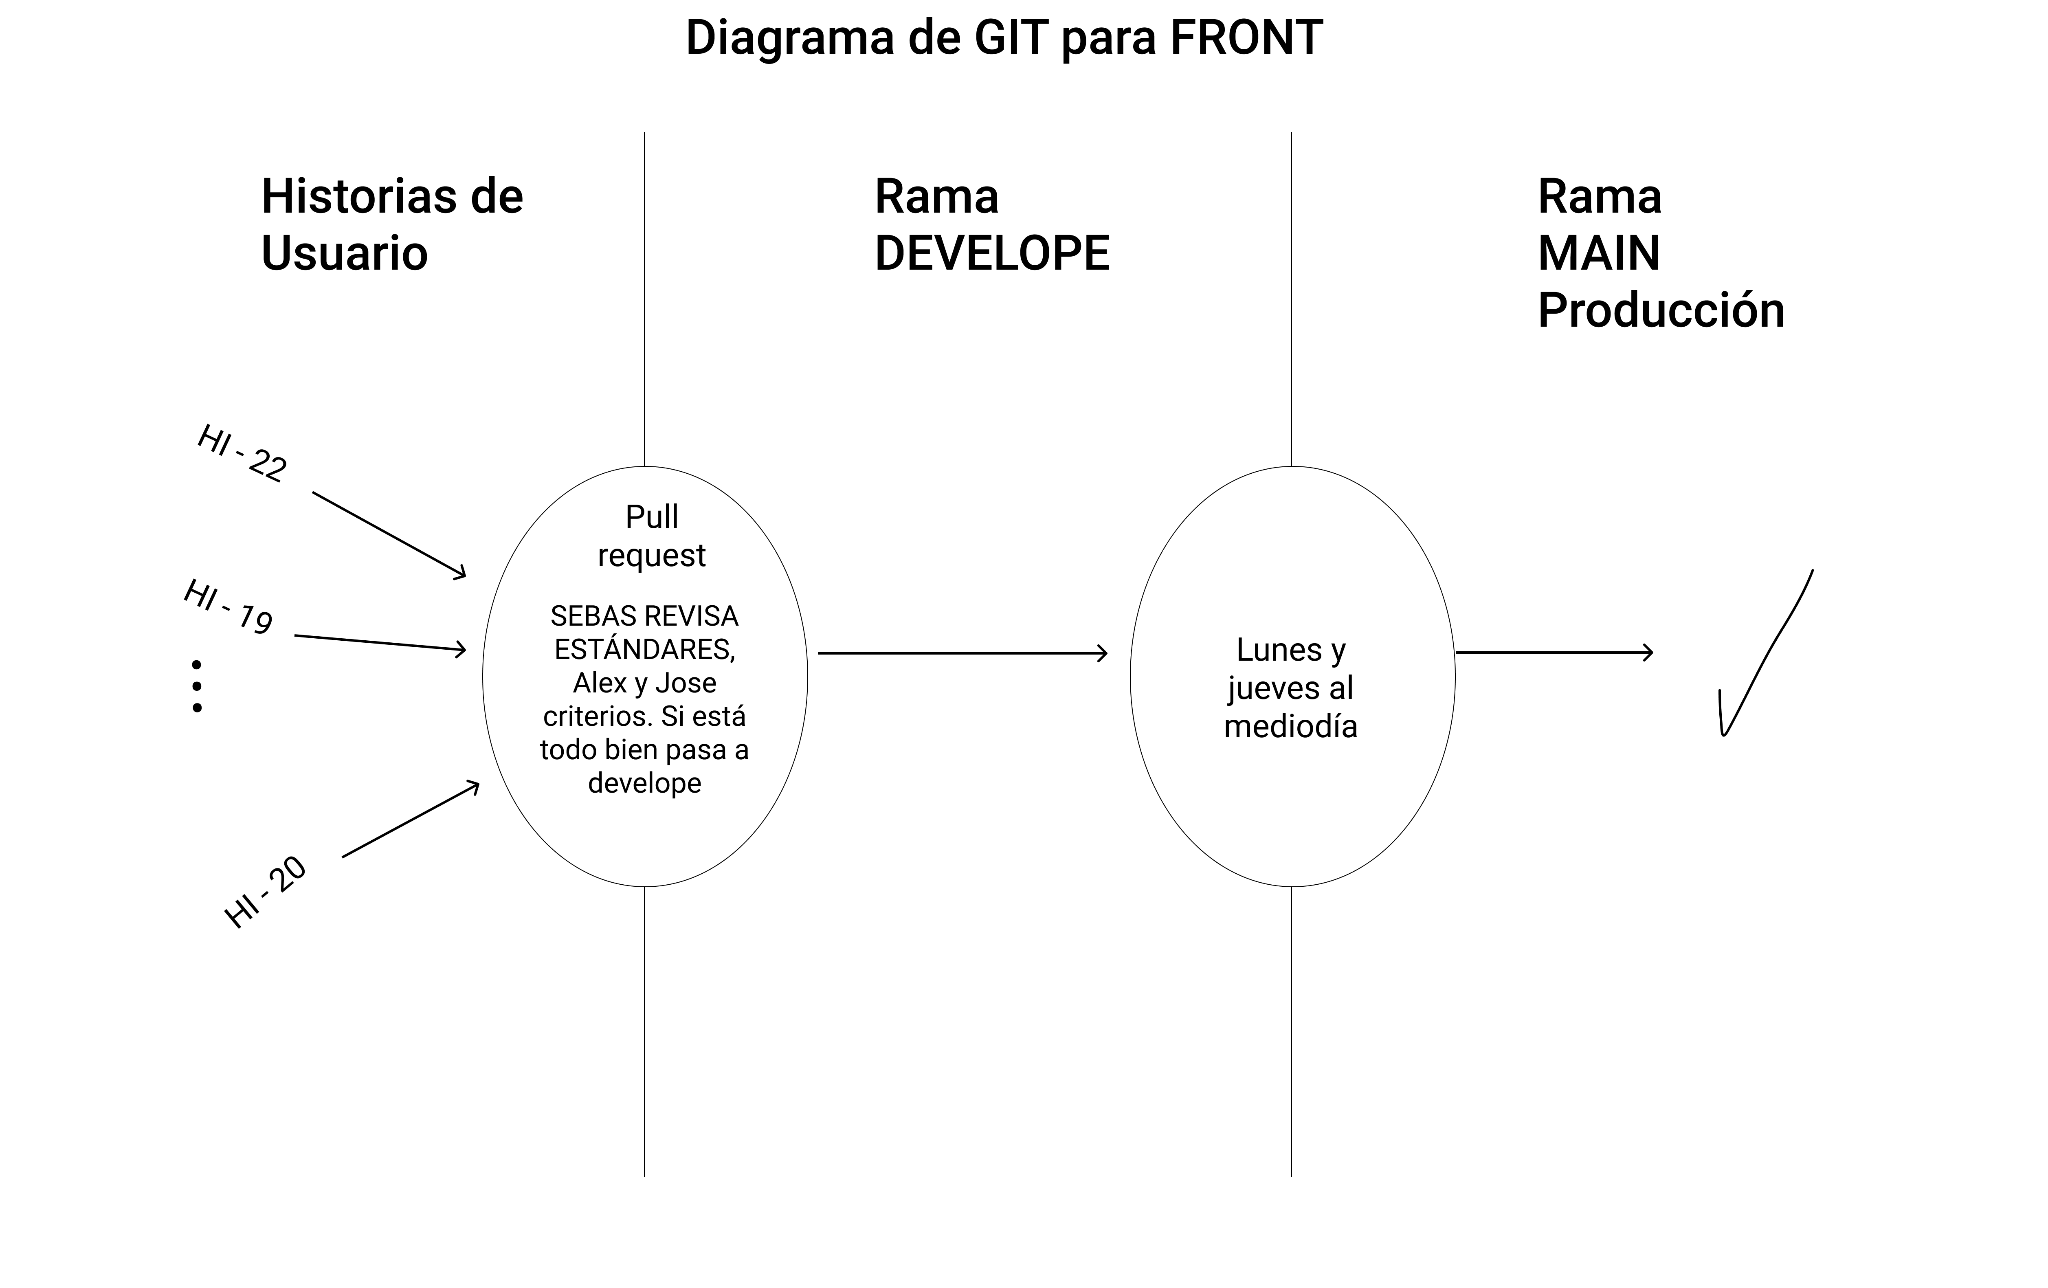 Diagrama de GIT para FRONT
Historias de
Usuario
Rama
DEVELOPE
Rama
MAIN
Producción
HI - 22
HI - 19
HI - 20
Pull
request
SEBAS REVISA
ESTÁNDARES,
Alex y Jose
criterios. Si está
todo bien pasa a
develope
Lunes y
jueves al
mediodía